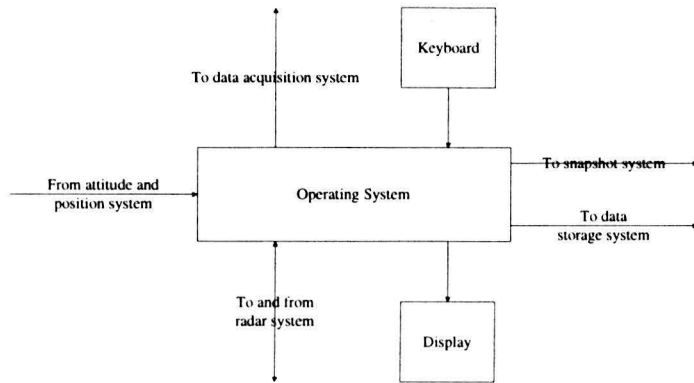 Keyboard
To data acquisition system
To snapshot system
From attitude and
position system
Operating System
To data
storage system
To and from
radar system
Display